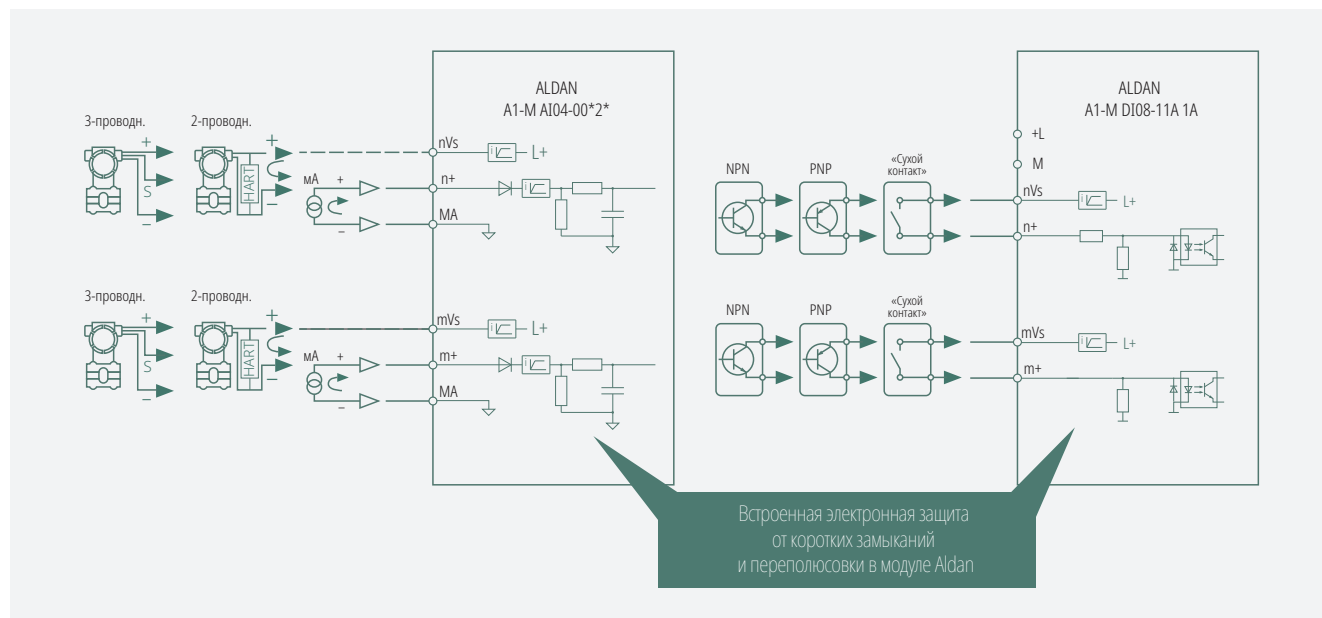 ALDAN
A1-M AI04-00*2*
3-проводн.
2-проводн.
+
S
−
+
HART
−
мА
+
−
nVs
i
L+
n+
i
MA
3-проводн.
2-проводн.
+
S
−
+
HART
−
мА
+
−
mVs
i
L+
m+
i
MA
ALDAN
A1-M DI08-11A 1A
+L
M
NPN
PNP
«Сухой
контакт»
nVs
i
L+
n+
NPN
PNP
«Сухой
контакт»
mVs
i
L+
m+
Встроенная электронная защита
от коротких замыканий
и переполюсовки в модуле Aldan